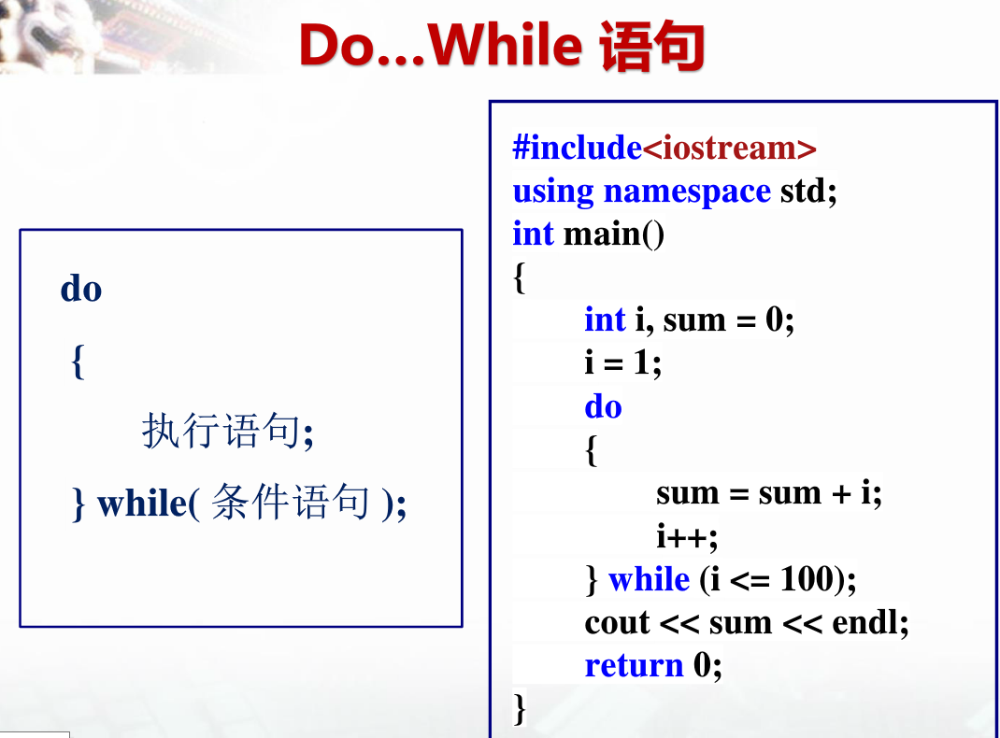 Do…While 语句
do
{
执行语句;
} while( 条件语句 );
#include<iostream>
using namespace std;
int main()
{
int i, sum = 0;
i = 1;
do
{
sum = sum + i;
i++;
} while (i <= 100);
cout << sum << endl;
return 0;
}